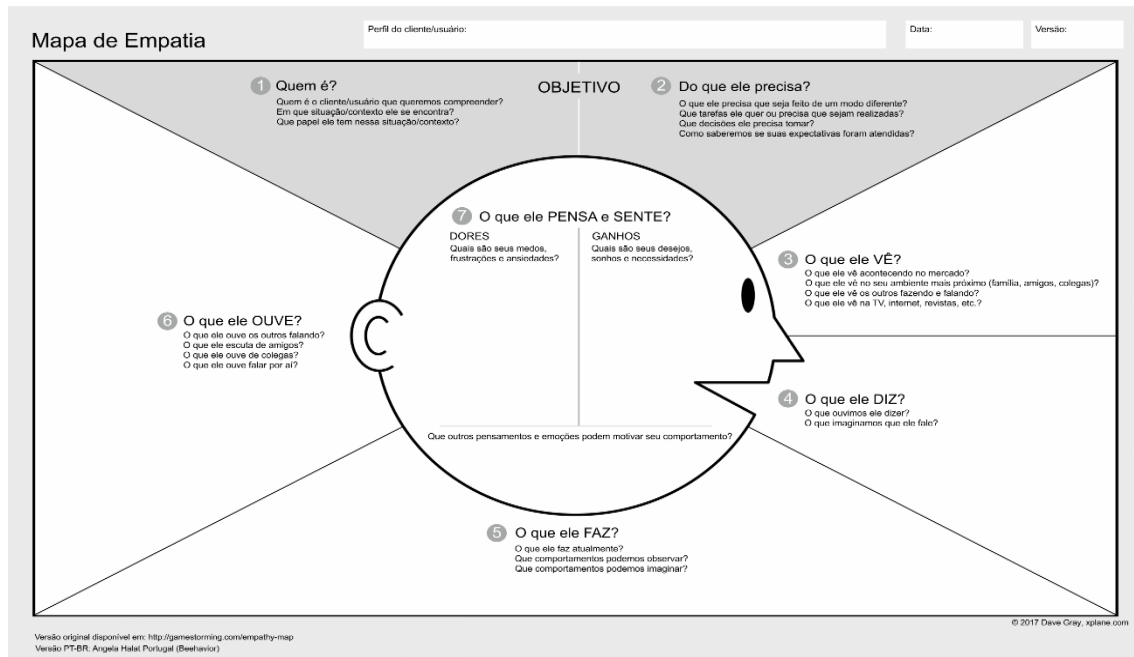 Mapa de Empatia
Perfil do cliente/usuário:
Data:
Versão:
OBJETIVO
1 Quem é?
Quem é o cliente/usuário que queremos compreender?
Em que situação/contexto ele se encontra?
Que papel ele tem nessa situação/contexto?
2 Do que ele precisa?
O que ele precisa que seja feito de um modo diferente?
Que tarefas ele quer ou precisa que sejam realizadas?
Que decisões ele precisa tomar?
Como saberemos se suas expectativas foram atendidas?
3 O que ele VÊ?
O que ele vê acontecendo no mercado?
O que ele vê no seu ambiente mais próximo (família, amigos, colegas)?
O que ele vê os outros fazendo e falando?
O que ele vê na TV, internet, revistas, etc.?
4 O que ele DIZ?
O que ouvimos ele dizer?
O que imaginamos que ele fale?
5 O que ele FAZ?
O que ele faz atualmente?
Que comportamentos podemos observar?
Que comportamentos podemos imaginar?
6 O que ele OUVE?
O que ele ouve os outros falando?
O que ele escuta de amigos?
O que ele ouve de colegas?
O que ele ouve falar por aí?
7 O que ele PENSA e SENTE?
DORES
Quais são seus medos,
frustrações e ansiedades?
GANHOS
Quais são seus desejos,
sonhos e necessidades?
Que outros pensamentos e emoções podem motivar seu comportamento?
© 2017 Dave Gray, xplane.com
Versão original disponível em: http://gamestorming.com/empathy-map
Versão PT-BR: Angela Halat Portugal (Beehavior)